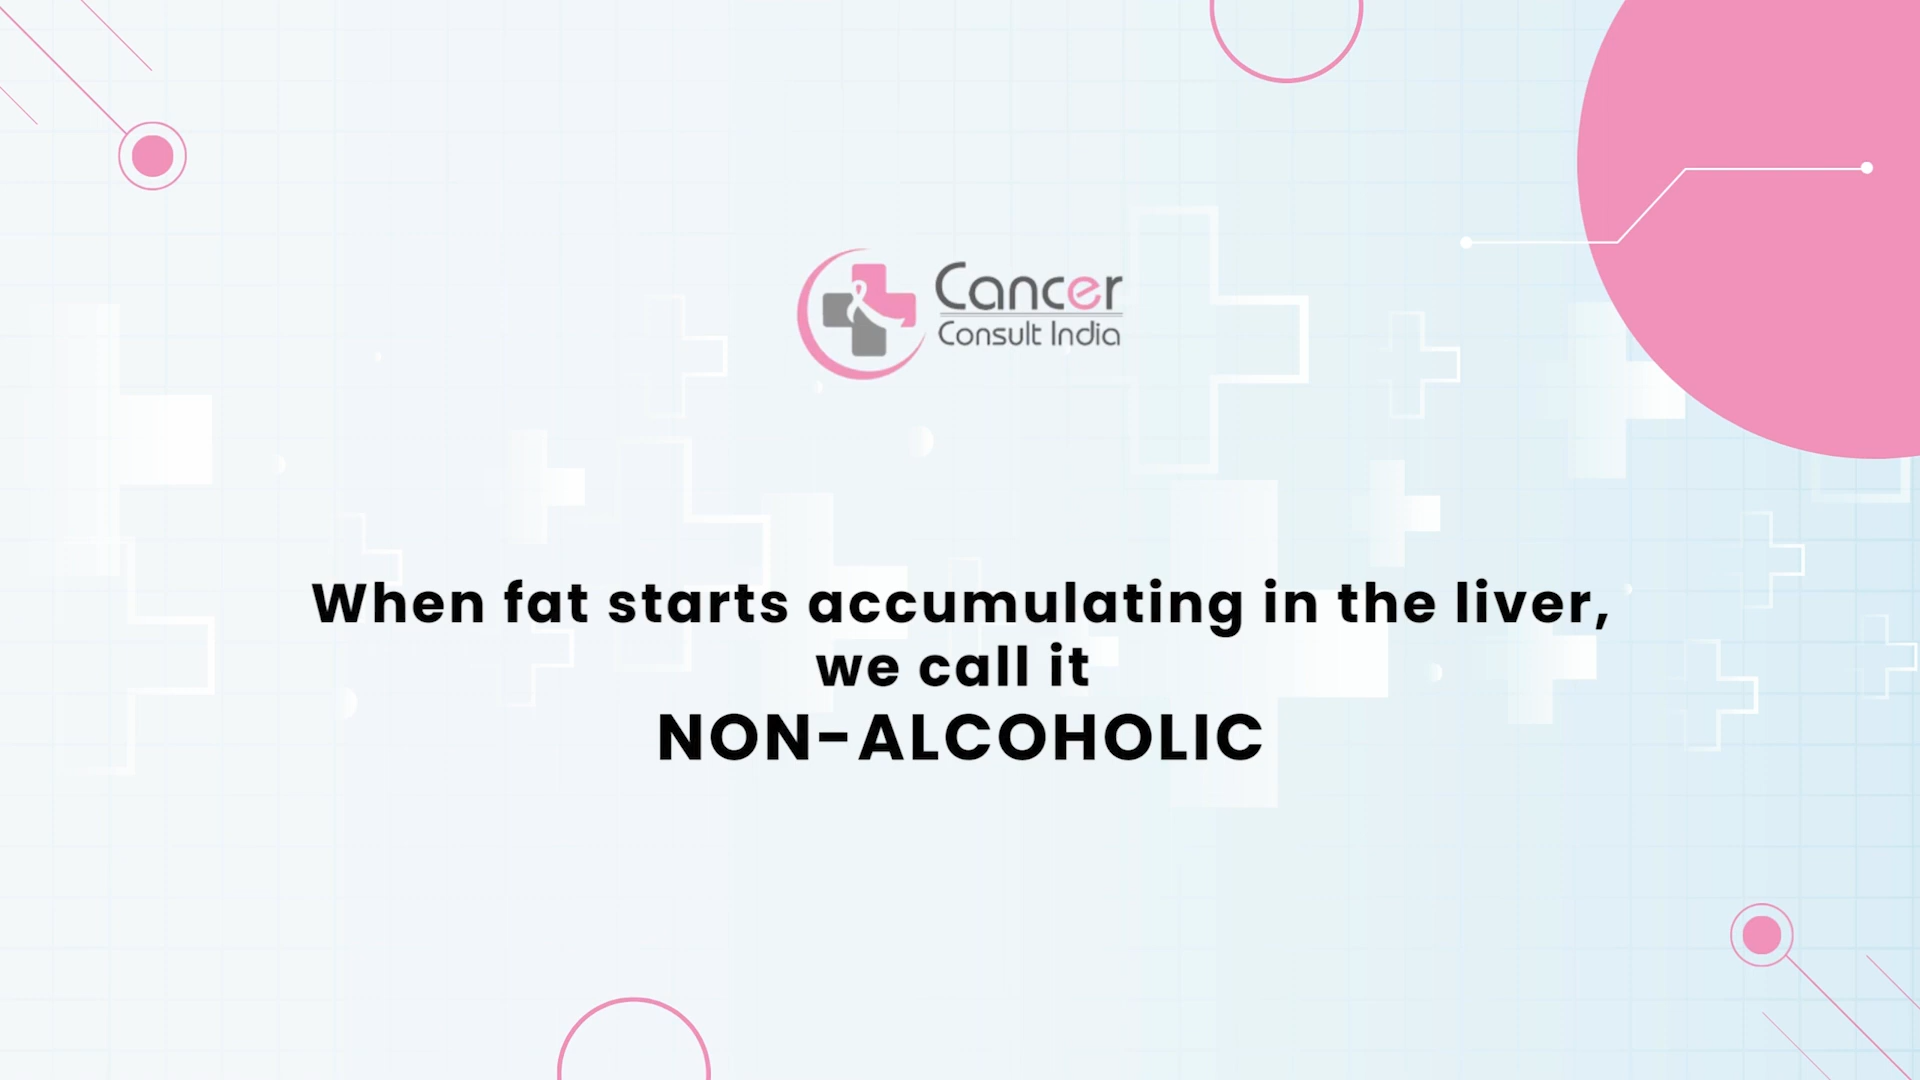 Cancer
Consult India
When fat starts accumulating in the liver,
we call it
NON-ALCOHOLIC